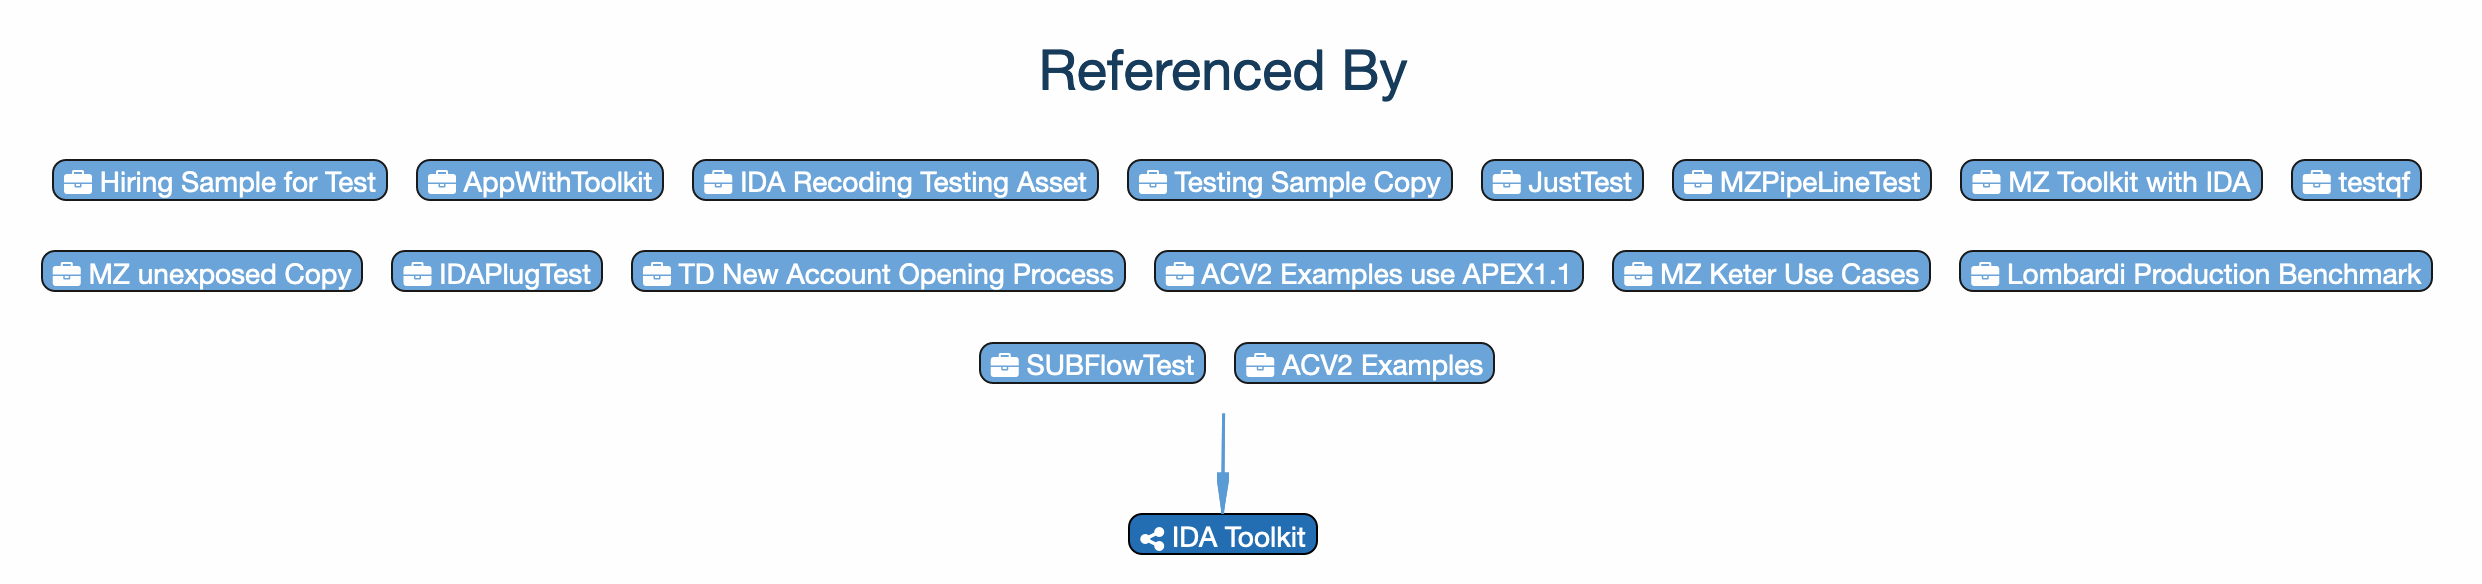 Referenced By
Hiring Sample for Test AppWithToolkit IDA Recoding Testing Asset Testing Sample Copy JustTest MZPipeLineTest MZ Toolkit with IDA testqf
MZ unexposed Copy IDAPlugTest TD New Account Opening Process ACV2 Examples use APEX1.1 MZ Keter Use Cases Lombardi Production Benchmark
SUBFlowTest ACV2 Examples
IDA Toolkit